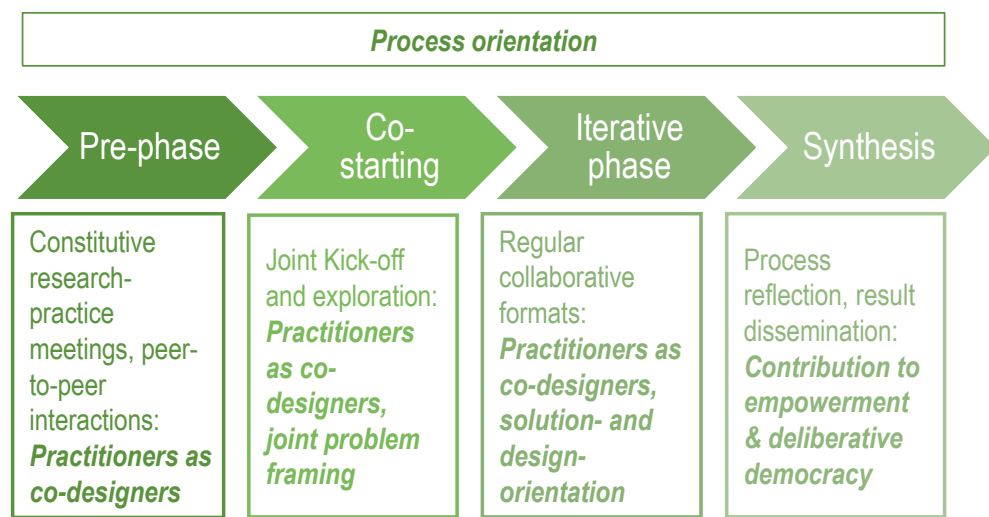 Process orientation
Pre-phase
Co-
starting
Iterative
phase
Synthesis
Constitutive
research-
practice
meetings, peer-
to-peer
interactions:
Practitioners as
co-designers
Joint Kick-off
and exploration:
Practitioners
as co-
designers,
joint problem
framing
Regular
collaborative
formats:
Practitioners as
co-designers,
solution- and
design-
orientation
Process
reflection, result
dissemination:
Contribution to
empowerment
& deliberative
democracy